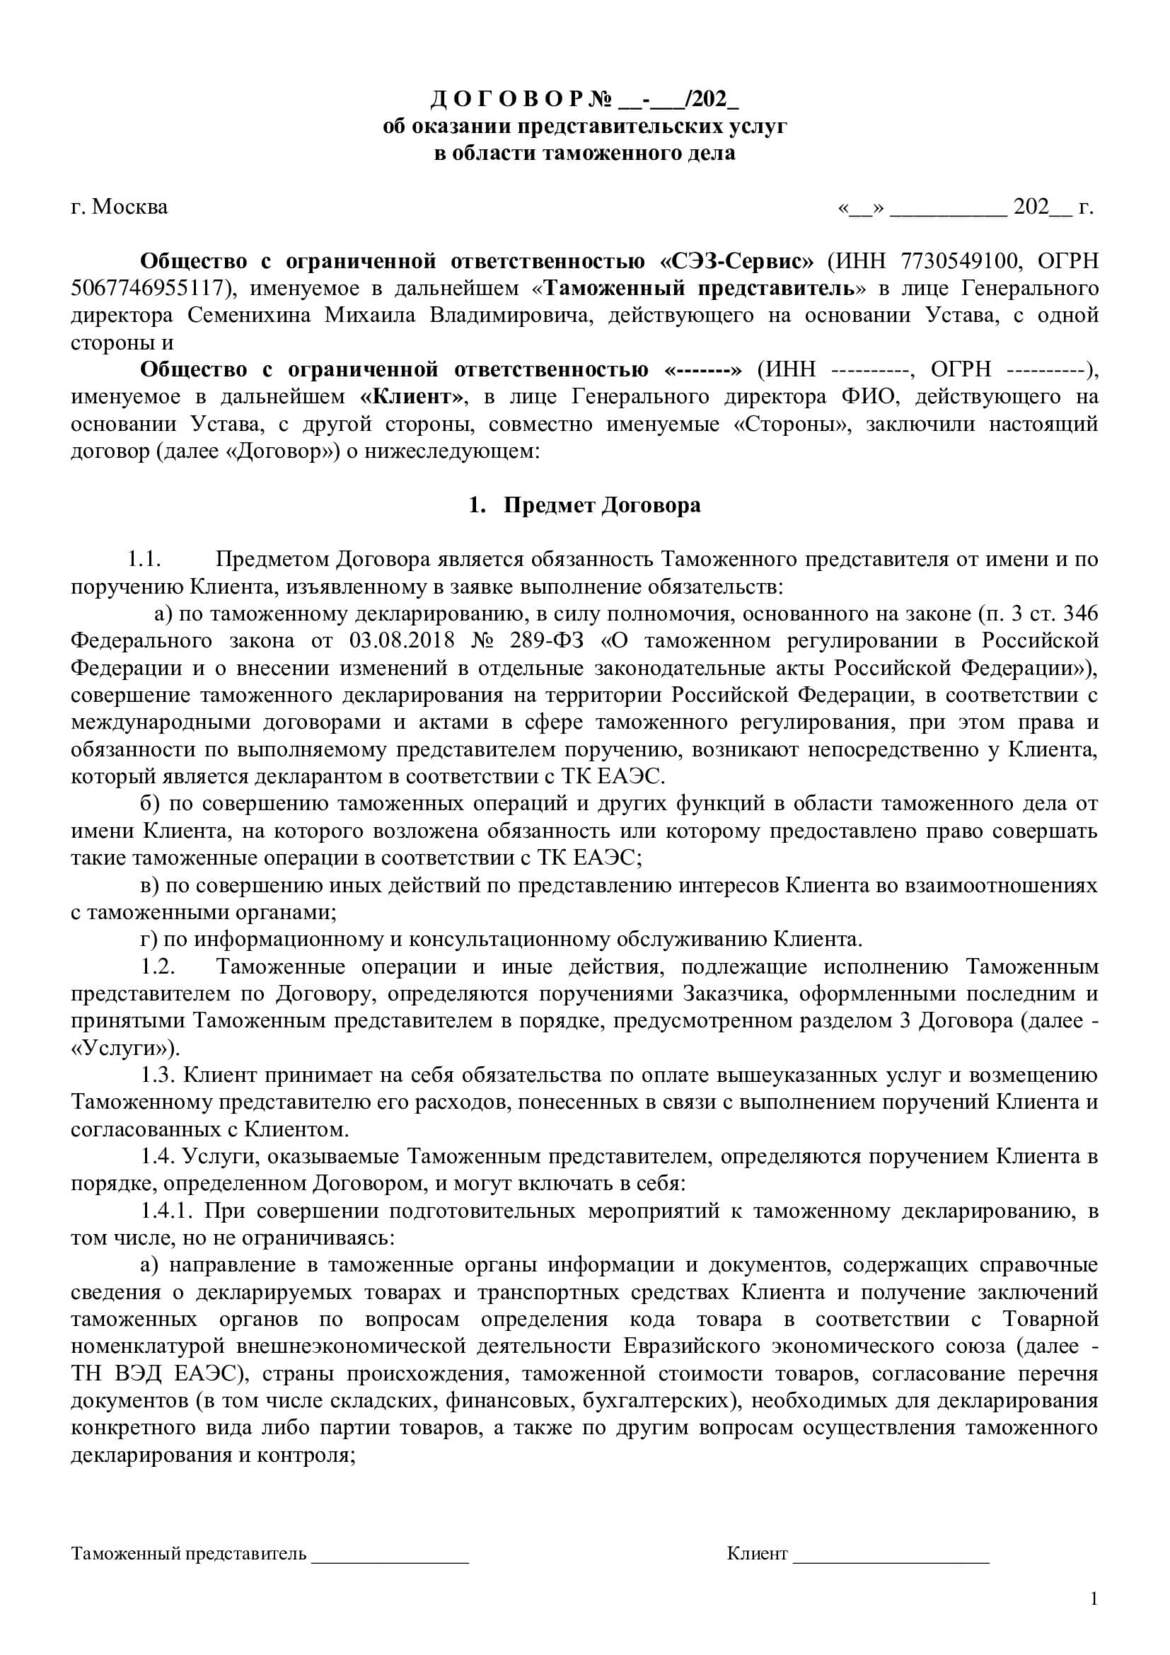 Д О Г О В О Р № __-___/202_
об оказании представительских услуг
в области таможенного дела
г. Москва «__» __________ 202__ г.
Общество с ограниченной ответственностью «СЭЗ-Сервис» (ИНН 7730549100, ОГРН
5067746955117), именуемое в дальнейшем «Таможенный представитель» в лице Генерального
директора Семенихина Михаила Владимировича, действующего на основании Устава, с одной
стороны и
Общество с ограниченной ответственностью «-------» (ИНН ----------, ОГРН ----------),
именуемое в дальнейшем «Клиент», в лице Генерального директора ФИО, действующего на
основании Устава, с другой стороны, совместно именуемые «Стороны», заключили настоящий
договор (далее «Договор») о нижеследующем:
1. Предмет Договора
1.1. Предметом Договора является обязанность Таможенного представителя от имени и по
поручению Клиента, изъявленному в заявке выполнение обязательств:
а) по таможенному декларированию, в силу полномочия, основанного на законе (п. 3 ст. 346
Федерального закона от 03.08.2018 № 289-ФЗ «О таможенном регулировании в Российской
Федерации и о внесении изменений в отдельные законодательные акты Российской Федерации»),
совершение таможенного декларирования на территории Российской Федерации, в соответствии с
международными договорами и актами в сфере таможенного регулирования, при этом права и
обязанности по выполняемому представителем поручению, возникают непосредственно у Клиента,
который является декларантом в соответствии с ТК ЕАЭС.
б) по совершению таможенных операций и других функций в области таможенного дела от
имени Клиента, на которого возложена обязанность или которому предоставлено право совершать
такие таможенные операции в соответствии с ТК ЕАЭС;
в) по совершению иных действий по представлению интересов Клиента во взаимоотношениях
с таможенными органами;
г) по информационному и консультационному обслуживанию Клиента.
1.2. Таможенные операции и иные действия, подлежащие исполнению Таможенным
представителем по Договору, определяются поручениями Заказчика, оформленными последним и
принятыми Таможенным представителем в порядке, предусмотренном разделом 3 Договора (далее -
«Услуги»).
1.3. Клиент принимает на себя обязательства по оплате вышеуказанных услуг и возмещению
Таможенному представителю его расходов, понесенных в связи с выполнением поручений Клиента и
согласованных с Клиентом.
1.4. Услуги, оказываемые Таможенным представителем, определяются поручением Клиента в
порядке, определенном Договором, и могут включать в себя:
1.4.1. При совершении подготовительных мероприятий к таможенному декларированию, в
том числе, но не ограничиваясь:
а) направление в таможенные органы информации и документов, содержащих справочные
сведения о декларируемых товарах и транспортных средствах Клиента и получение заключений
таможенных органов по вопросам определения кода товара в соответствии с Товарной
номенклатурой внешнеэкономической деятельности Евразийского экономического союза (далее -
ТН ВЭД ЕАЭС), страны происхождения, таможенной стоимости товаров, согласование перечня
документов (в том числе складских, финансовых, бухгалтерских), необходимых для декларирования
конкретного вида либо партии товаров, а также по другим вопросам осуществления таможенного
декларирования и контроля;
Таможенный представитель ________________ Клиент ____________________
1